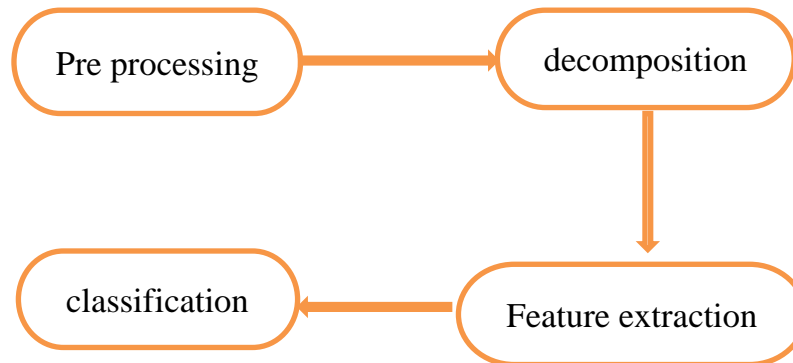 Pre processing
decomposition
Feature extraction
classification